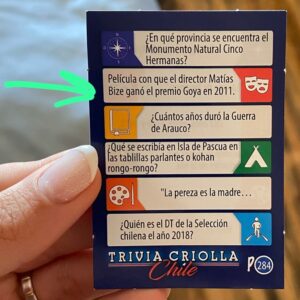 ¿En qué provincia se encuentra el
Monumento Natural Cinco
Hermanas?
Película con que el director Matías
Bize ganó el premio Goya en 2011.
¿Cuántos años duró la Guerra
de Arauco?
¿Qué se escribía en Isla de Pascua en
las tablillas parlantes o kohan
rongo-rongo?
"La pereza es la madre…
¿Quién es el DT de la Selección
chilena el año 2018?
TRIVIA CRIOLLA
Chile
P 284